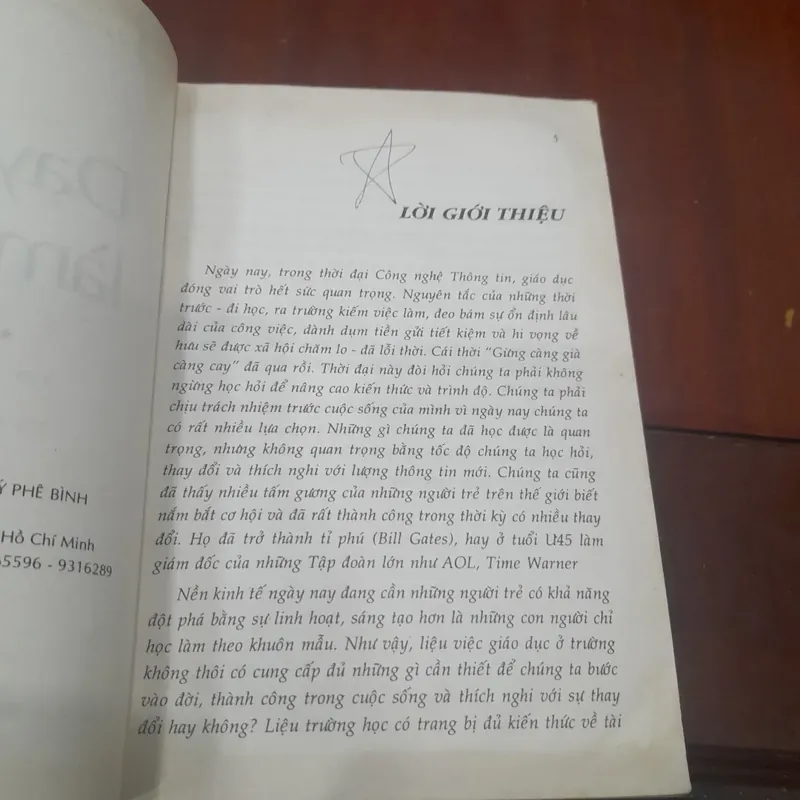 Ý PHÊ BÌNH
Hồ Chí Minh
65596 - 9316289
5
LỜI GIỚI THIỆU
Ngày nay, trong thời đại Công nghệ Thông tin, giáo dục
đóng vai trò hết sức quan trọng. Nguyên tắc của những thời
trước - đi học, ra trường kiếm việc làm, đeo bám sự ổn định lâu
dài của công việc, dành dụm tiền gửi tiết kiệm và hi vọng về
hưu sẽ được xã hội chăm lo - đã lỗi thời. Cái thời “Gừng càng già
càng cay” đã qua rồi. Thời đại này đòi hỏi chúng ta phải không
ngừng học hỏi để nâng cao kiến thức và trình độ. Chúng ta phải
chịu trách nhiệm trước cuộc sống của mình vì ngày nay chúng ta
có rất nhiều lựa chọn. Những gì chúng ta đã học được là quan
trọng, nhưng không quan trọng bằng tốc độ chúng ta học hỏi,
thay đổi và thích nghi với lượng thông tin mới. Chúng ta cũng
đã thấy nhiều tấm gương của những người trẻ trên thế giới biết
nắm bắt cơ hội và đã rất thành công trong thời kỳ có nhiều thay
đổi. Họ đã trở thành tỉ phú (Bill Gates), hay ở tuổi U45 làm
giám đốc của những Tập đoàn lớn như AOL, Time Warner
Nền kinh tế ngày nay đang cần những người trẻ có khả năng
đột phá bằng sự linh hoạt, sáng tạo hơn là những con người chỉ
học làm theo khuôn mẫu. Như vậy, liệu việc giáo dục ở trường
không thôi có cung cấp đủ những gì cần thiết để chúng ta bước
vào đời, thành công trong cuộc sống và thích nghi với sự thay
đổi hay không? Liệu trường học có trang bị đủ kiến thức về tài